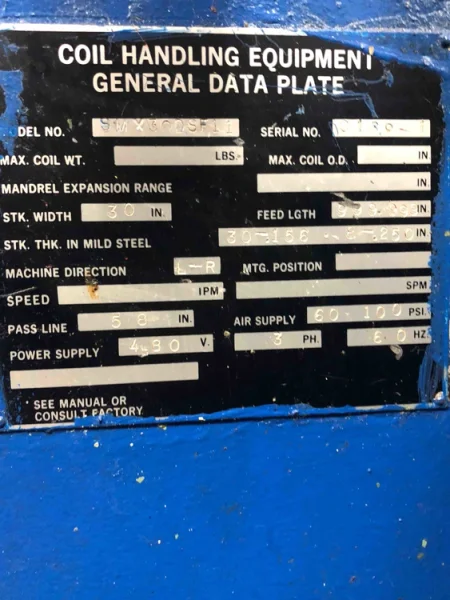 COIL HANDLING EQUIPMENT
GENERAL DATA PLATE
DEL NO. SERIAL NO.
MAX. COIL WT. LBS. MAX. COIL O.D. IN
MANDREL EXPANSION RANGE IN.
STK. WIDTH 30 IN. FEED LGTH IN.
STK. THK. IN MILD STEEL IN.
MACHINE DIRECTION L-R MTG. POSITION
SPEED IPM SPM
PASS LINE 58 IN. AIR SUPPLY 60-100 PSI.
POWER SUPPLY V. 3 PH. 60 HZ.
SEE MANUAL OR
CONSULT FACTORY